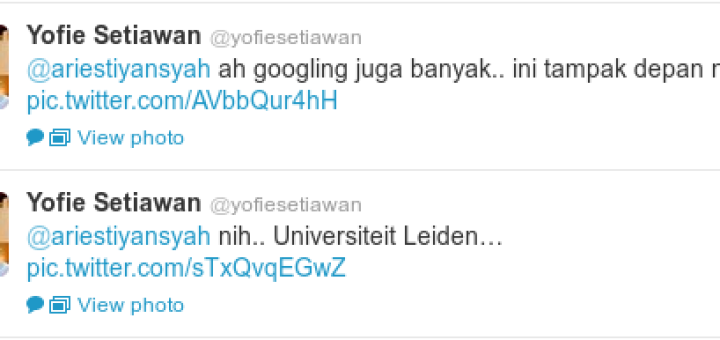 Yofie Setiawan @yofiesetiawan
@ariestiyansyah ah googling juga banyak.. ini tampak depan
pic.twitter.com/AVbbQur4hH
View photo
Yofie Setiawan @yofiesetiawan
@ariestiyansyah nih.. Universiteit Leiden...
pic.twitter.com/sTxQvqEGwZ
View photo